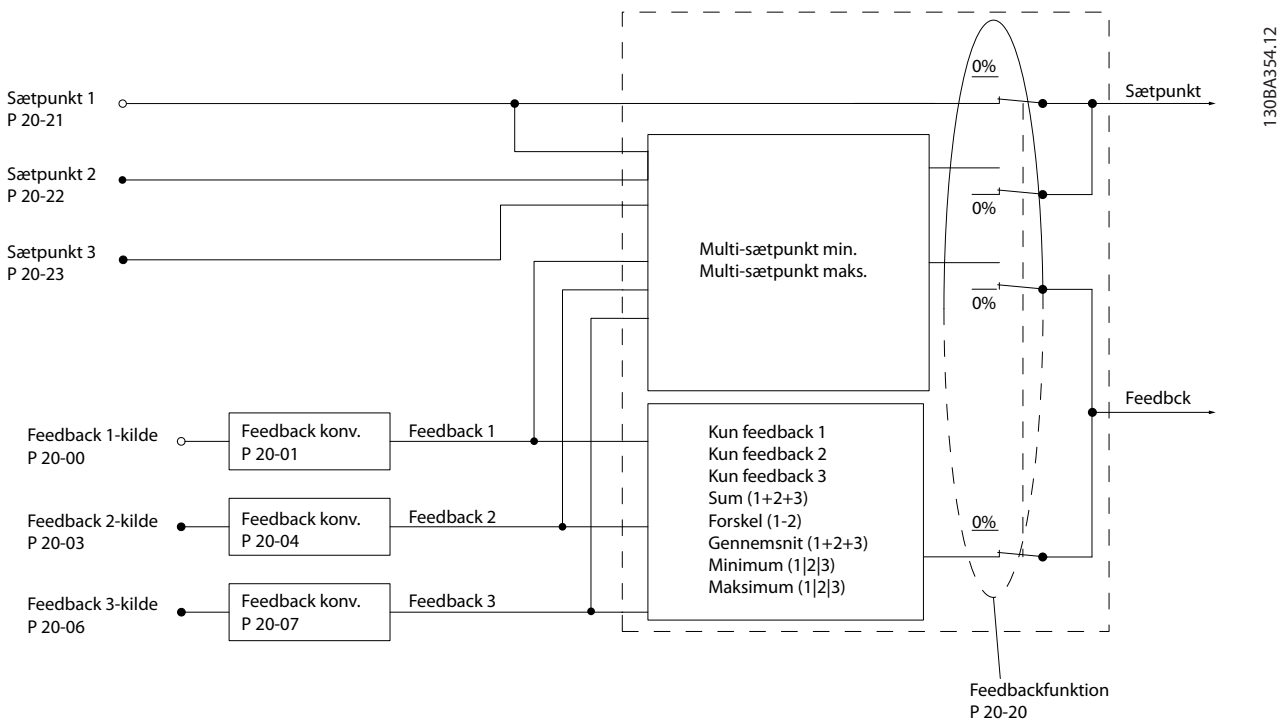 130BA354.12
0%
Sætpunkt 1
P 20-21
Sætpunkt
Sætpunkt 2
P 20-22
0%
Sætpunkt 3
P 20-23
Multi-sætpunkt min.
Multi-sætpunkt maks.
0%
Feedbck
Feedback 1-kilde
P 20-00
Feedback konv.
P 20-01
Feedback 1
Feedback 2-kilde
P 20-03
Feedback konv.
P 20-04
Feedback 2
Feedback 3-kilde
P 20-06
Feedback konv.
P 20-07
Feedback 3
Kun feedback 1
Kun feedback 2
Kun feedback 3
Sum (1+2+3)
Forskel (1-2)
Gennemsnit (1+2+3)
Minimum (1|2|3)
Maksimum (1|2|3)
0%
Feedbackfunktion
P 20-20